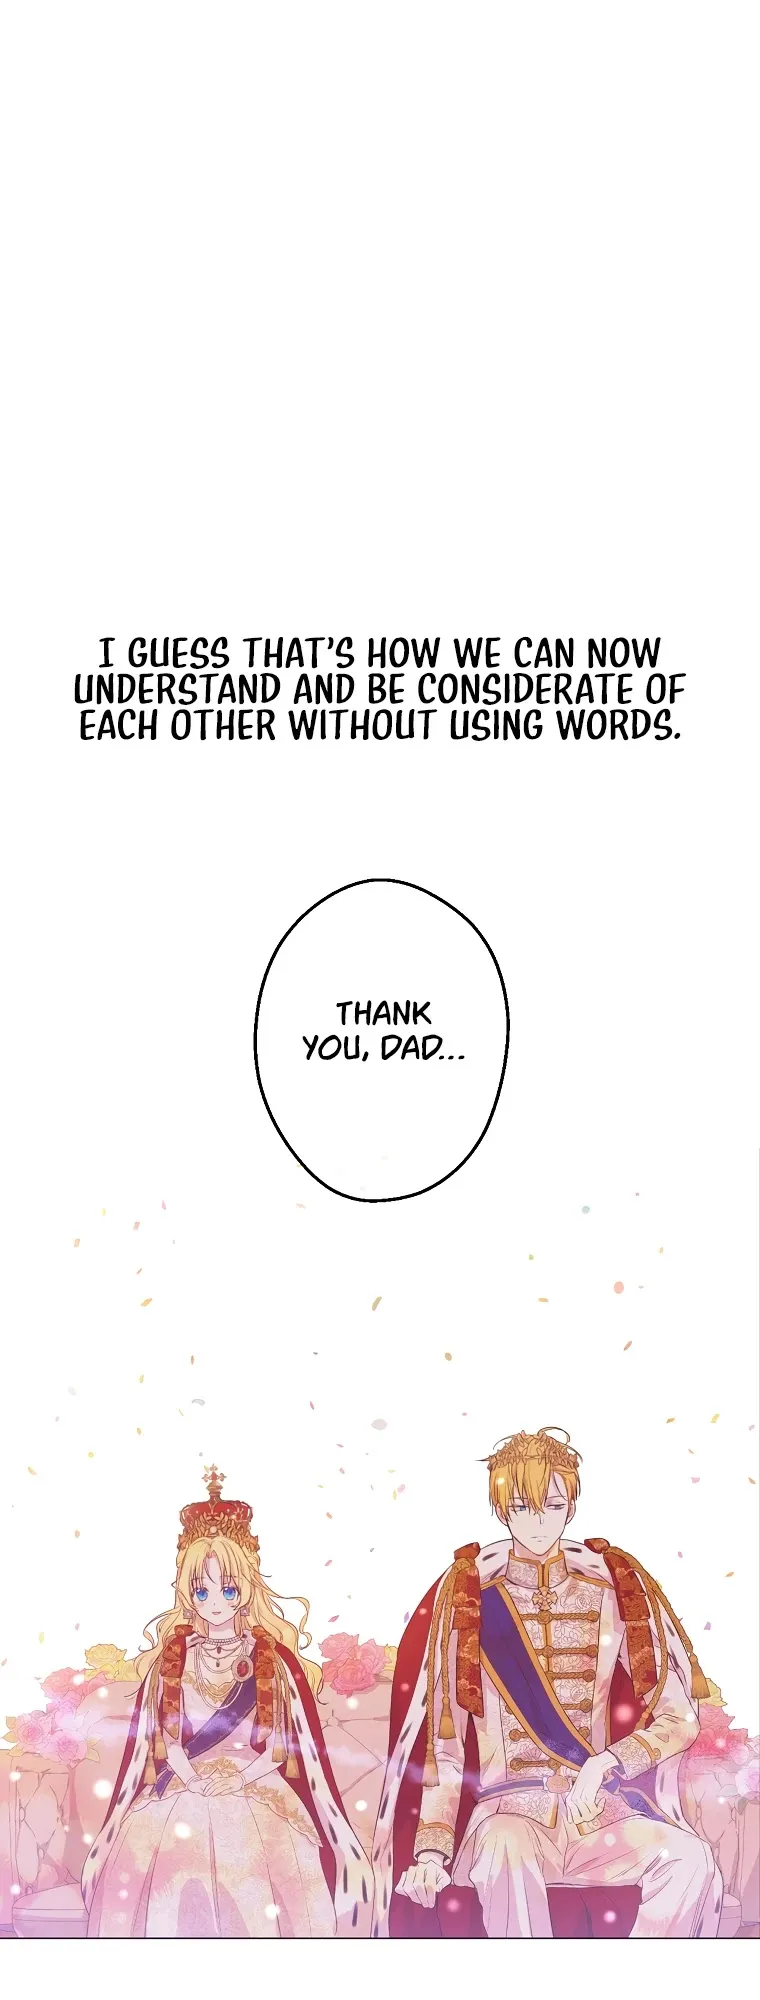 I GUESS THAT'S HOW WE CAN NOW
UNDERSTAND AND BE CONSIDERATE OF
EACH OTHER WITHOUT USING WORDS.
THANK
YOU, DAD...